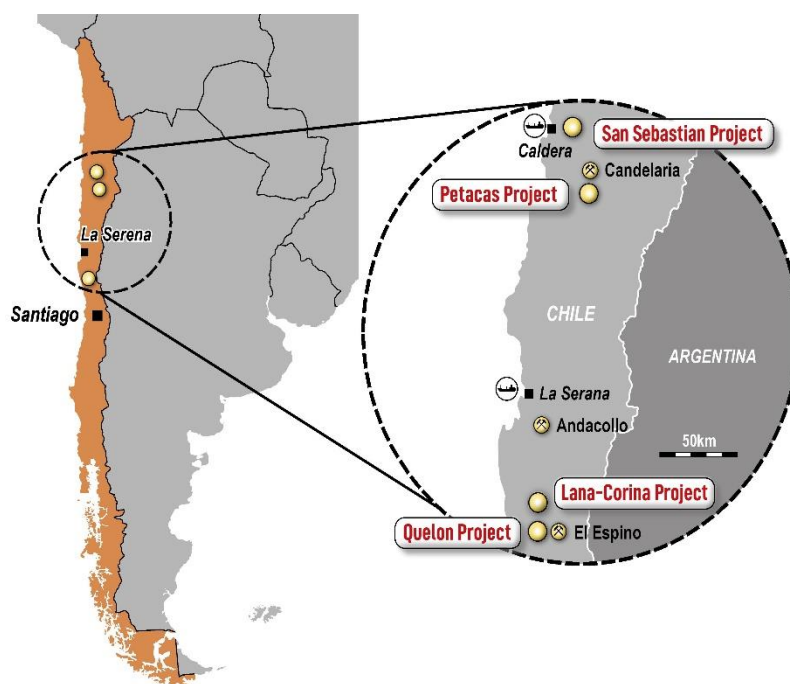 La Serena
Santiago
San Sebastian Project
Caldera
Candelaria
Petacas Project
CHILE
ARGENTINA
La Serana
Andacollo
50km
Lana-Corina Project
Quelon Project
El Espino